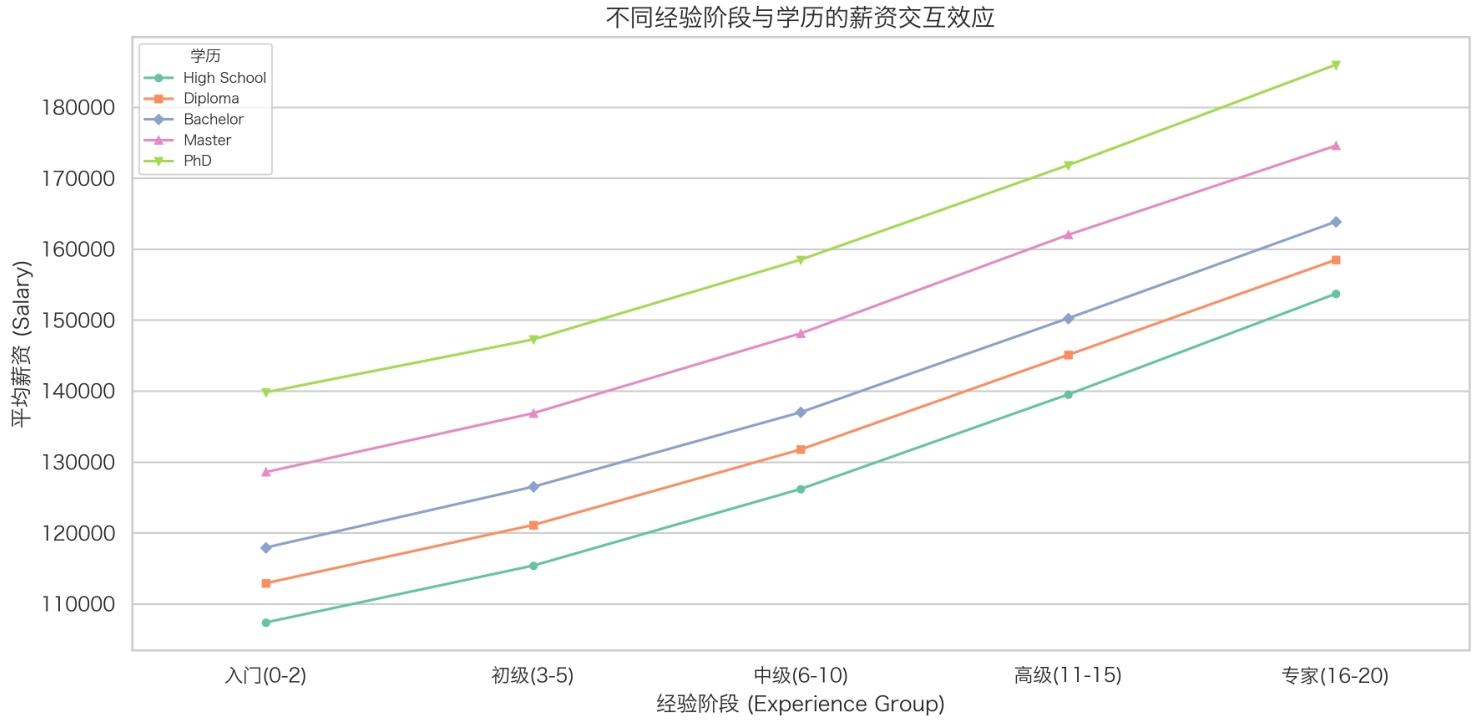 不同经验阶段与学历的薪资交互效应
学历
High School
Diploma
Bachelor
Master
PhD
平均薪资 (Salary)
180000
170000
160000
150000
140000
130000
120000
110000
入门(0-2)
初级(3-5)
中级(6-10)
高级(11-15)
专家(16-20)
经验阶段 (Experience Group)